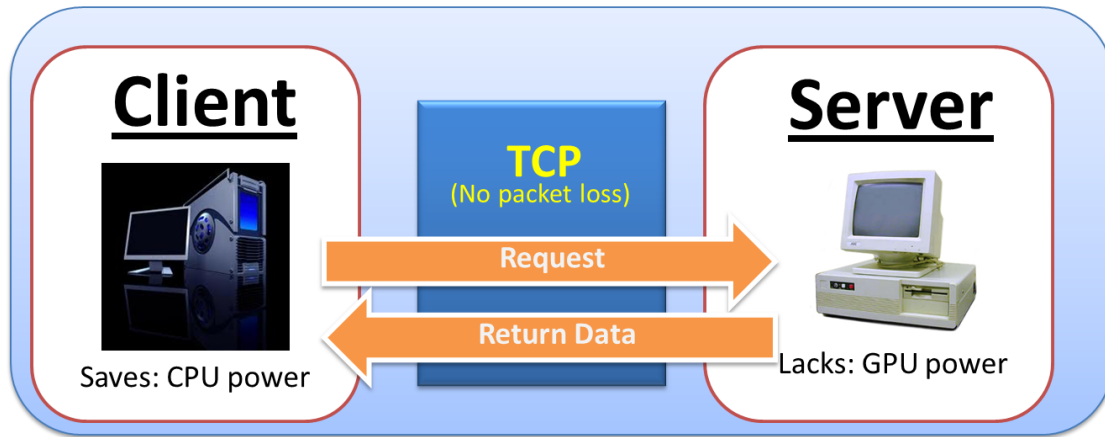 Client
Server
TCP
(No packet loss)
Request
Return Data
Saves: CPU power
Lacks: GPU power